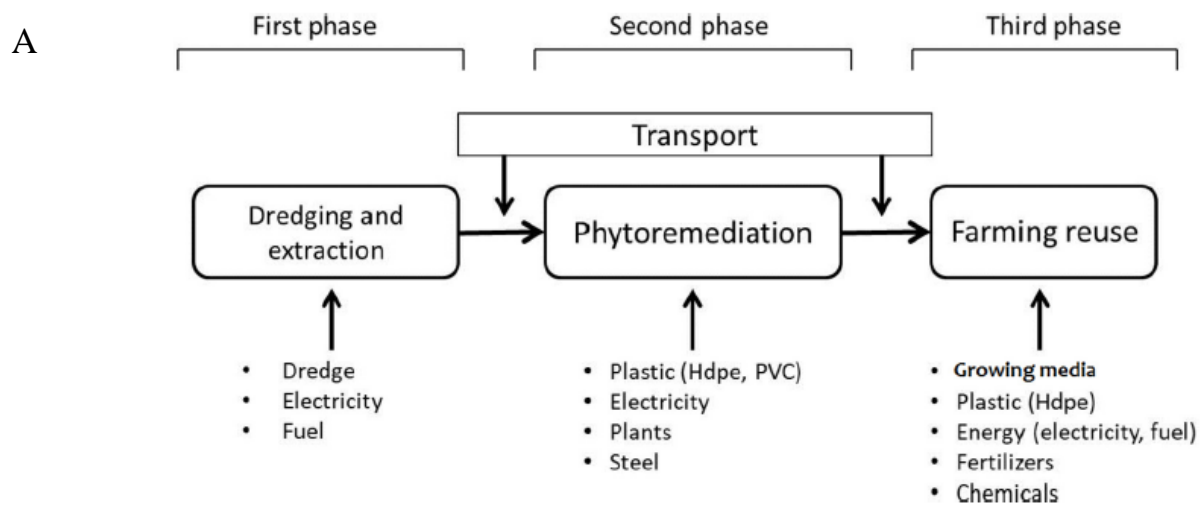 A
First phase
Second phase
Third phase
Transport
Dredging and
extraction
Phytoremediation
Farming reuse
• Dredge
• Electricity
• Fuel
• Plastic (Hdpe, PVC)
• Electricity
• Plants
• Steel
• Growing media
• Plastic (Hdpe)
• Energy (electricity, fuel)
• Fertilizers
• Chemicals